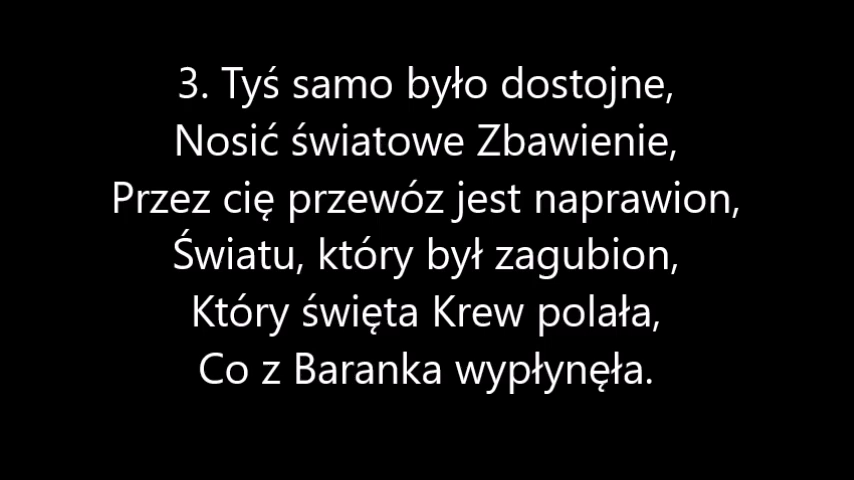 3. Tyś samo było dostojne,
Nosić światowe Zbawienie,
Przez cię przewóz jest naprawion,
Światu, który był zagubion,
Który święta Krew polała,
Co z Baranka wypłynęła.